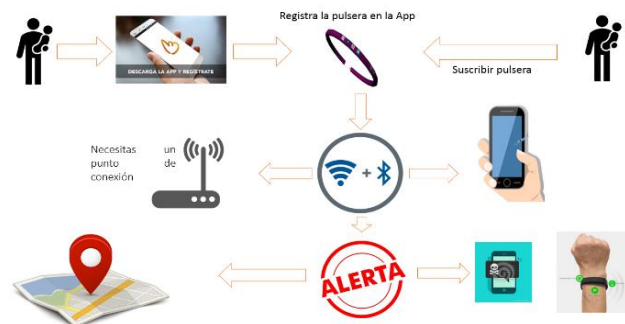 Registra la pulsera en la App
DESCARGA LA APP Y REGÍSTRATE
Suscribir pulsera
Necesitas un
punto de
conexión
ALERTA